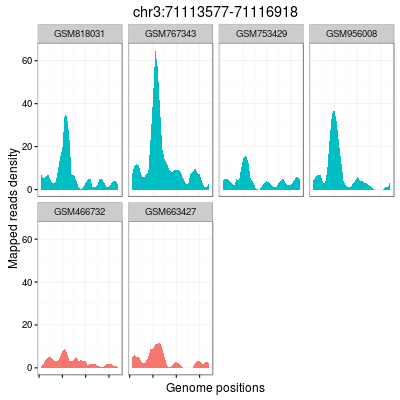 chr3:71113577-71116918
GSM818031 GSM767343 GSM753429 GSM956008
60
40
20
0
GSM466732 GSM663427
60
40
20
0
Mapped reads density
Genome positions